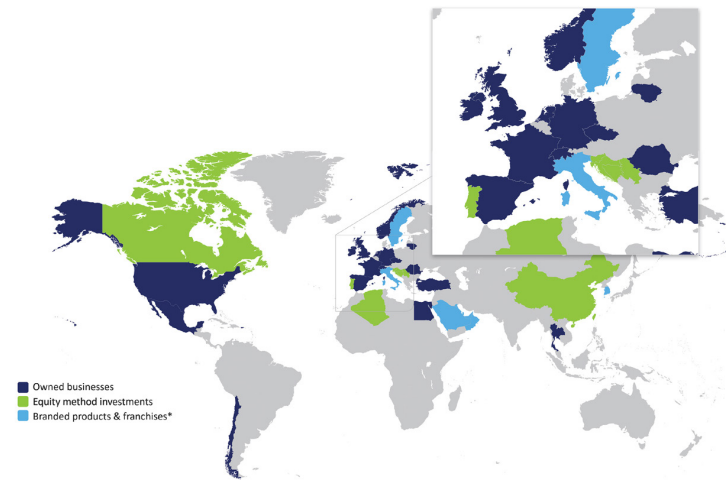 Owned businesses
Equity method investments
Branded products & franchises*